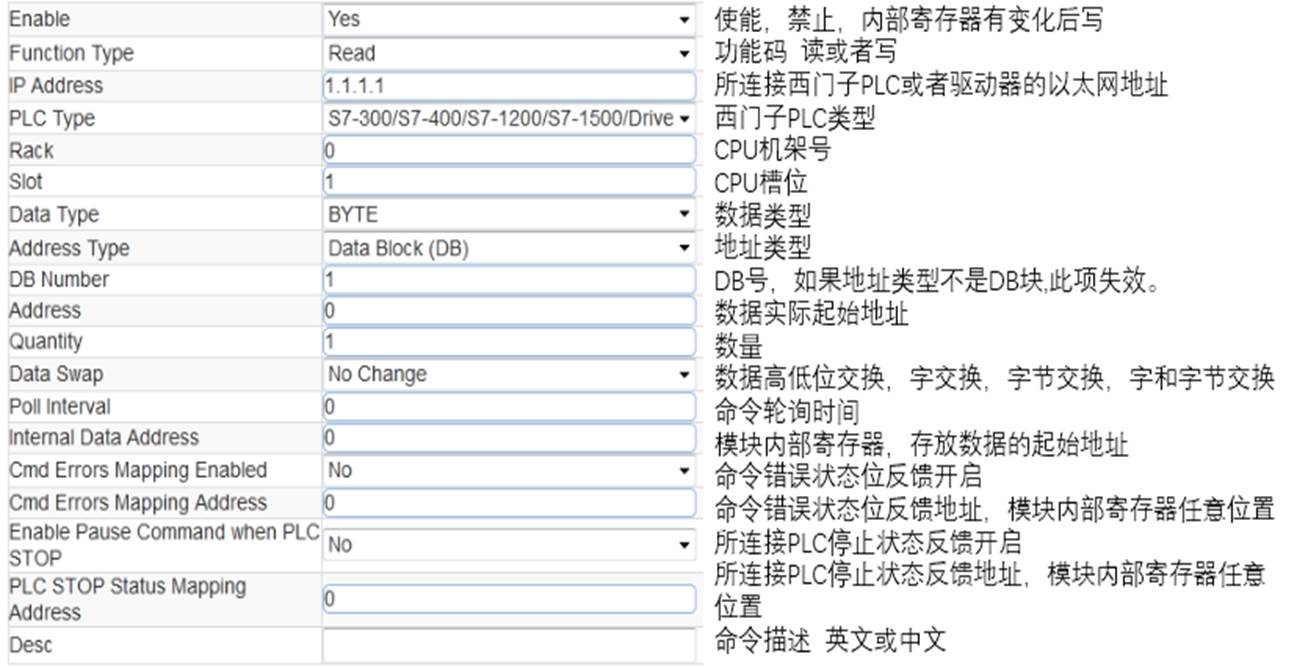 Enable Yes 使能，禁止，内部寄存器有变化后写
Function Type Read 功能码 读或者写
IP Address 1.1.1.1 所连接西门子PLC或者驱动器的以太网地址
PLC Type S7-300/S7-400/S7-1200/S7-1500/Drive 西门子PLC类型
Rack 0 CPU机架号
Slot 1 CPU槽位
Data Type BYTE 数据类型
Address Type Data Block (DB) 地址类型
DB Number 1 DB号，如果地址类型不是DB块,此项失效。
Address 0 数据实际起始地址
Quantity 1 数量
Data Swap No Change 数据高低位交换，字交换，字节交换，字和字节交换
Poll Interval 0 命令轮询时间
Internal Data Address 0 模块内部寄存器，存放数据的起始地址
Cmd Errors Mapping Enabled No 命令错误状态位反馈开启
Cmd Errors Mapping Address 0 命令错误状态位反馈地址，模块内部寄存器任意位置
Enable Pause Command when PLC
STOP No 所连接PLC停止状态反馈开启
PLC STOP Status Mapping
Address 0 所连接PLC停止状态反馈地址，模块内部寄存器任意
位置
Desc 命令描述 英文或中文